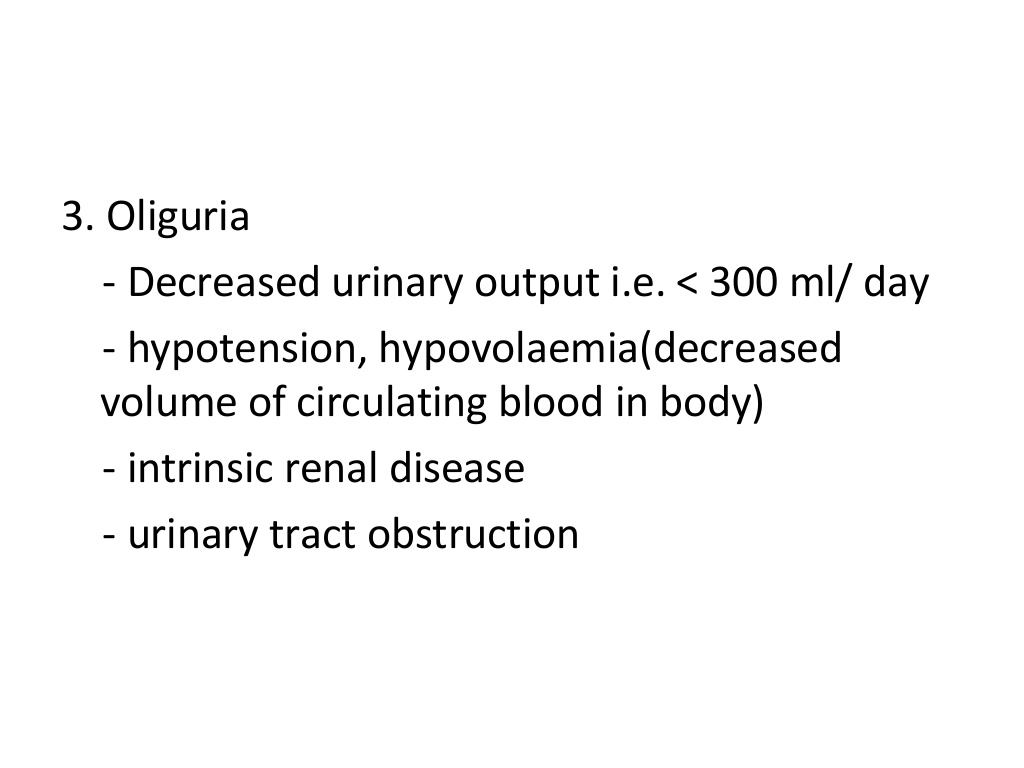 3. Oliguria
- Decreased urinary output i.e. < 300 ml/ day
- hypotension, hypovolaemia(decreased
volume of circulating blood in body)
- intrinsic renal disease
- urinary tract obstruction